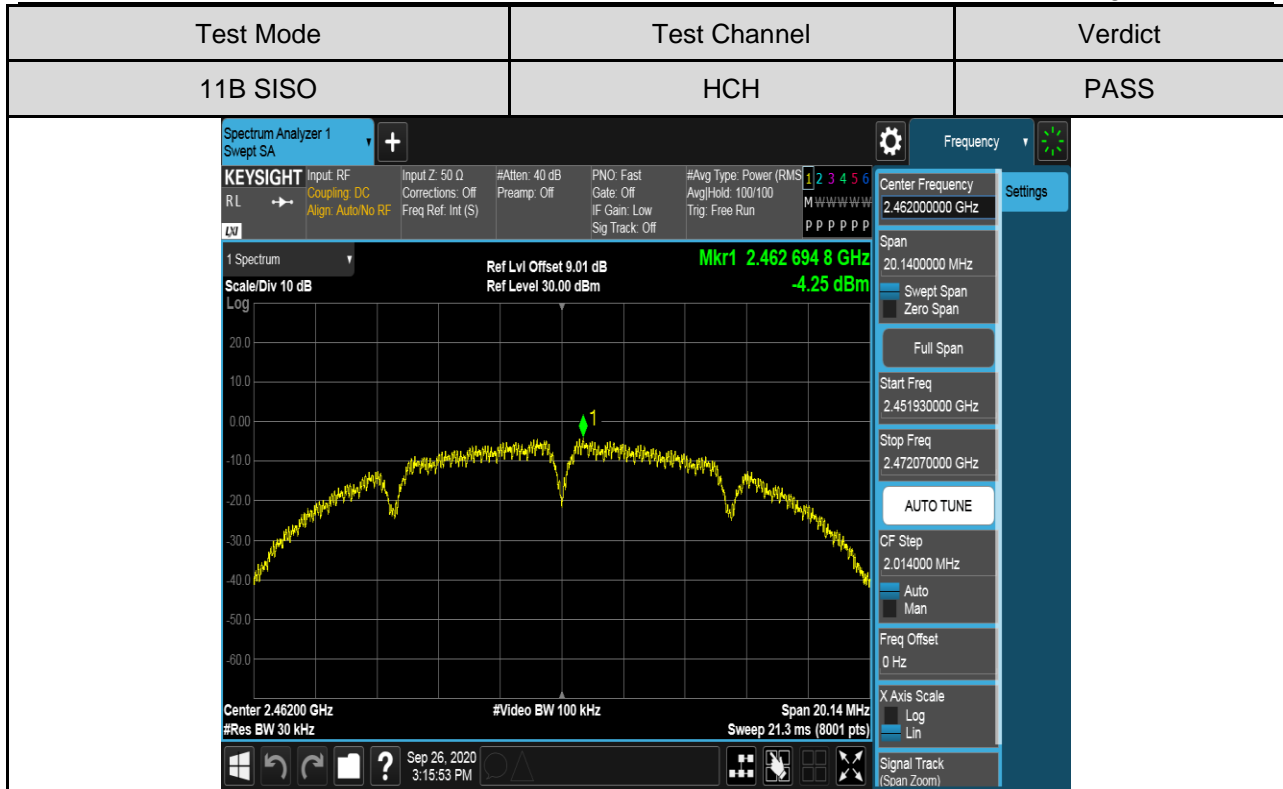 Test Mode Test Channel Verdict
11B SISO HCH PASS
Spectrum Analyzer 1
Swept SA
+
Frequency
KEYSIGHT
RL
LXI
Input: RF
Coupling: DC
Align: Auto/No RF
Input Z: 50 Ω
Corrections: Off
Freq Ref: Int (S)
#Atten: 40 dB
Preamp: Off
PNO: Fast
Gate: Off
IF Gain: Low
Sig Track: Off
#Avg Type: Power (RMS
Avg|Hold: 100/100
Trig: Free Run
1 2 3 4 5 6
M W W W W W
P P P P P P
1 Spectrum
Scale/Div 10 dB
Ref Lvl Offset 9.01 dB
Ref Level 30.00 dBm
Mkr1 2.462 694 8 GHz
-4.25 dBm
Log
20.0
10.0
0.00
-10.0
-20.0
-30.0
-40.0
-50.0
-60.0
1
Center 2.46200 GHz #Video BW 100 kHz Span 20.14 MHz
#Res BW 30 kHz Sweep 21.3 ms (8001 pts)
?
Sep 26, 2020
3:15:53 PM
Center Frequency
2.462000000 GHz
Settings
Span
20.1400000 MHz
Swept Span
Zero Span
Full Span
Start Freq
2.451930000 GHz
Stop Freq
2.472070000 GHz
AUTO TUNE
CF Step
2.014000 MHz
Auto
Man
Freq Offset
0 Hz
X Axis Scale
Log
Lin
Signal Track
(Span Zoom)